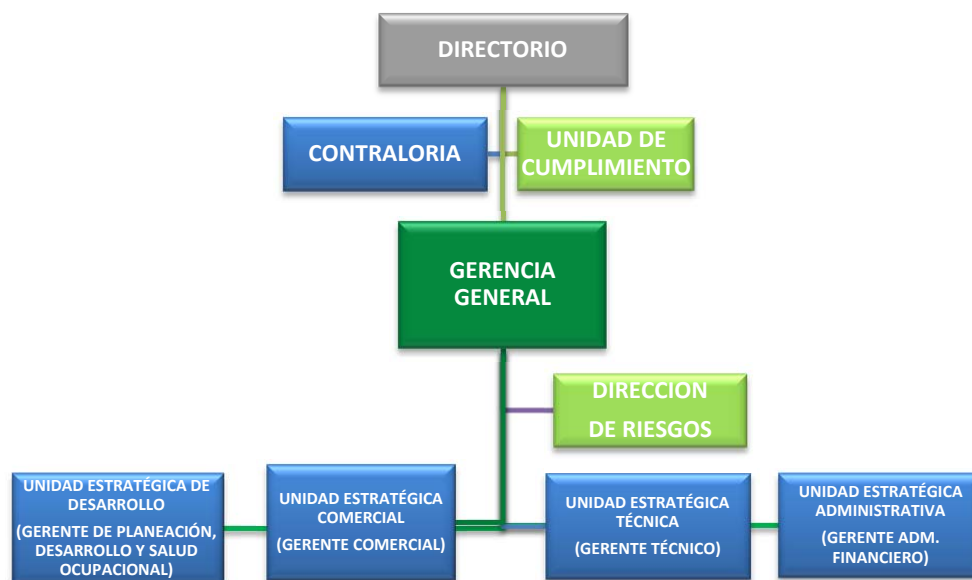 DIRECTORIO
CONTRALORIA
UNIDAD DE
CUMPLIMIENTO
GERENCIA
GENERAL
DIRECCION
DE RIESGOS
UNIDAD ESTRATÉGICA DE
DESARROLLO
(GERENTE DE PLANEACIÓN,
DESARROLLO Y SALUD
OCUPACIONAL)
UNIDAD ESTRATÉGICA
COMERCIAL
(GERENTE COMERCIAL)
UNIDAD ESTRATÉGICA
TÉCNICA
(GERENTE TÉCNICO)
UNIDAD ESTRATÉGICA
ADMINISTRATIVA
(GERENTE ADM.
FINANCIERO)